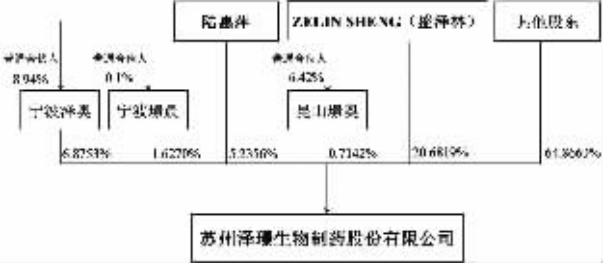 陆惠萍
ZELIN SHENG（盛泽林）
其他股东
普通合伙人
8.94%
普通合伙人
0.1%
普通合伙人
6.42%
宁波泽奥
宁波璟晨
昆山璟奥
6.8753%
1.6270%
5.2356%
0.7142%
20.6819%
苏州泽璟生物制药股份有限公司